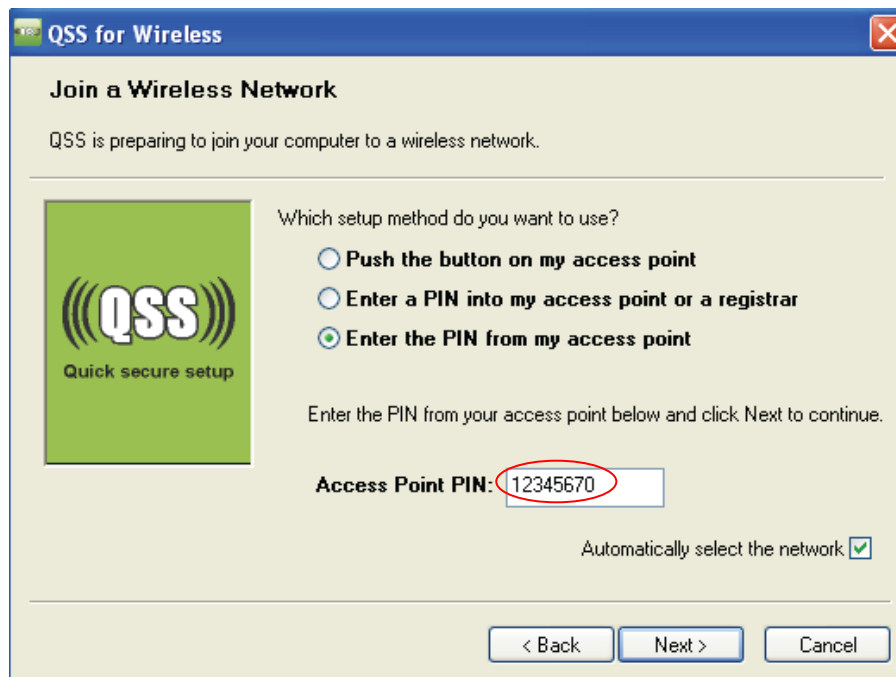 QSS for Wireless
Join a Wireless Network
QSS is preparing to join your computer to a wireless network.
Which setup method do you want to use?
Push the button on my access point
Enter a PIN into my access point or a registrar
Enter the PIN from my access point
(((QSS)))
Quick secure setup
Enter the PIN from your access point below and click Next to continue.
Access Point PIN: 12345670
Automatically select the network
< Back Next > Cancel